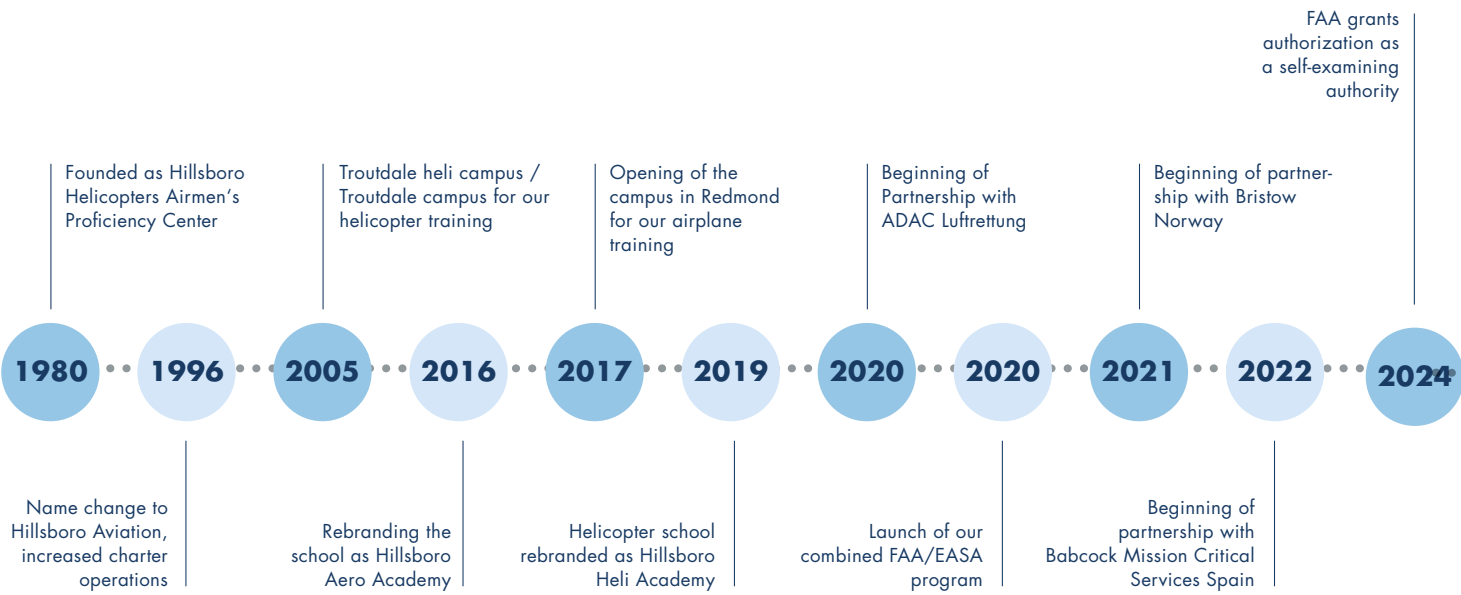 FAA grants
authorization as
a self-examining
authority
Founded as Hillsboro
Helicopters Airmen's
Proficiency Center
Troutdale heli campus /
Troutdale campus for our
helicopter training
Opening of the
campus in Redmond
for our airplane
training
Beginning of
Partnership with
ADAC Luftrettung
Beginning of partner-
ship with Bristow
Norway
1980
1996
2005
2016
2017
2019
2020
2020
2021
2022
2024
Name change to
Hillsboro Aviation,
increased charter
operations
Rebranding the
school as Hillsboro
Aero Academy
Helicopter school
rebranded as Hillsboro
Heli Academy
Launch of our
combined FAA/EASA
program
Beginning of
partnership with
Babcock Mission Critical
Services Spain